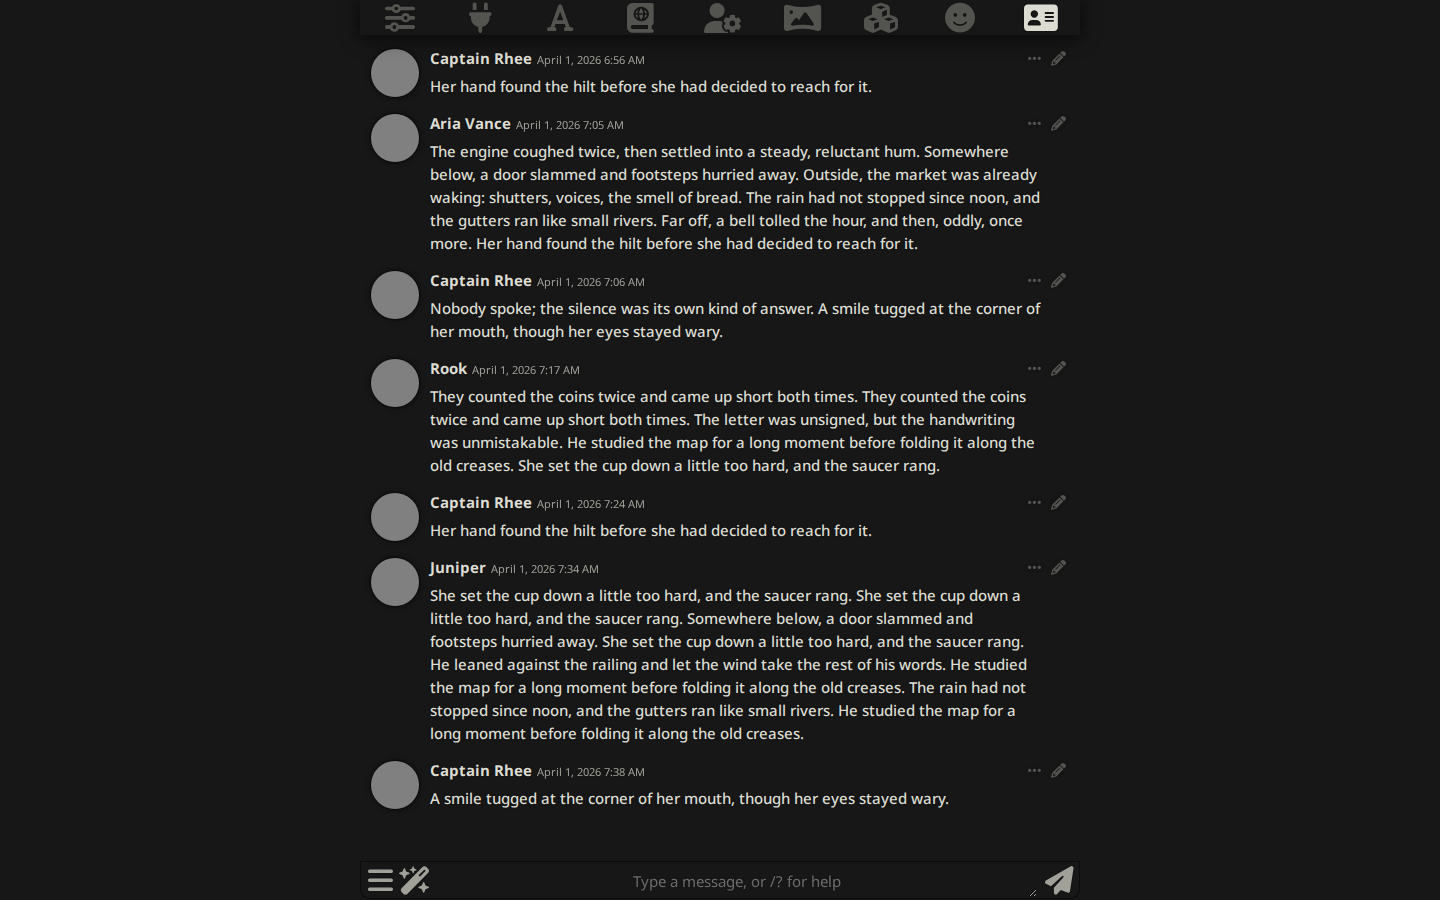 Captain Rhee April 1, 2026 6:56 AM
Her hand found the hilt before she had decided to reach for it.
Aria Vance April 1, 2026 7:05 AM
The engine coughed twice, then settled into a steady, reluctant hum. Somewhere
below, a door slammed and footsteps hurried away. Outside, the market was already
waking: shutters, voices, the smell of bread. The rain had not stopped since noon, and
the gutters ran like small rivers. Far off, a bell tolled the hour, and then, oddly, once
more. Her hand found the hilt before she had decided to reach for it.
Captain Rhee April 1, 2026 7:06 AM
Nobody spoke; the silence was its own kind of answer. A smile tugged at the corner of
her mouth, though her eyes stayed wary.
Rook April 1, 2026 7:17 AM
They counted the coins twice and came up short both times. They counted the coins
twice and came up short both times. The letter was unsigned, but the handwriting
was unmistakable. He studied the map for a long moment before folding it along the
old creases. She set the cup down a little too hard, and the saucer rang.
Captain Rhee April 1, 2026 7:24 AM
Her hand found the hilt before she had decided to reach for it.
Juniper April 1, 2026 7:34 AM
She set the cup down a little too hard, and the saucer rang. She set the cup down a
little too hard, and the saucer rang. Somewhere below, a door slammed and
footsteps hurried away. She set the cup down a little too hard, and the saucer rang.
He leaned against the railing and let the wind take the rest of his words. He studied
the map for a long moment before folding it along the old creases. The rain had not
stopped since noon, and the gutters ran like small rivers. He studied the map for a
long moment before folding it along the old creases.
Captain Rhee April 1, 2026 7:38 AM
A smile tugged at the corner of her mouth, though her eyes stayed wary.
Type a message, or /? for help